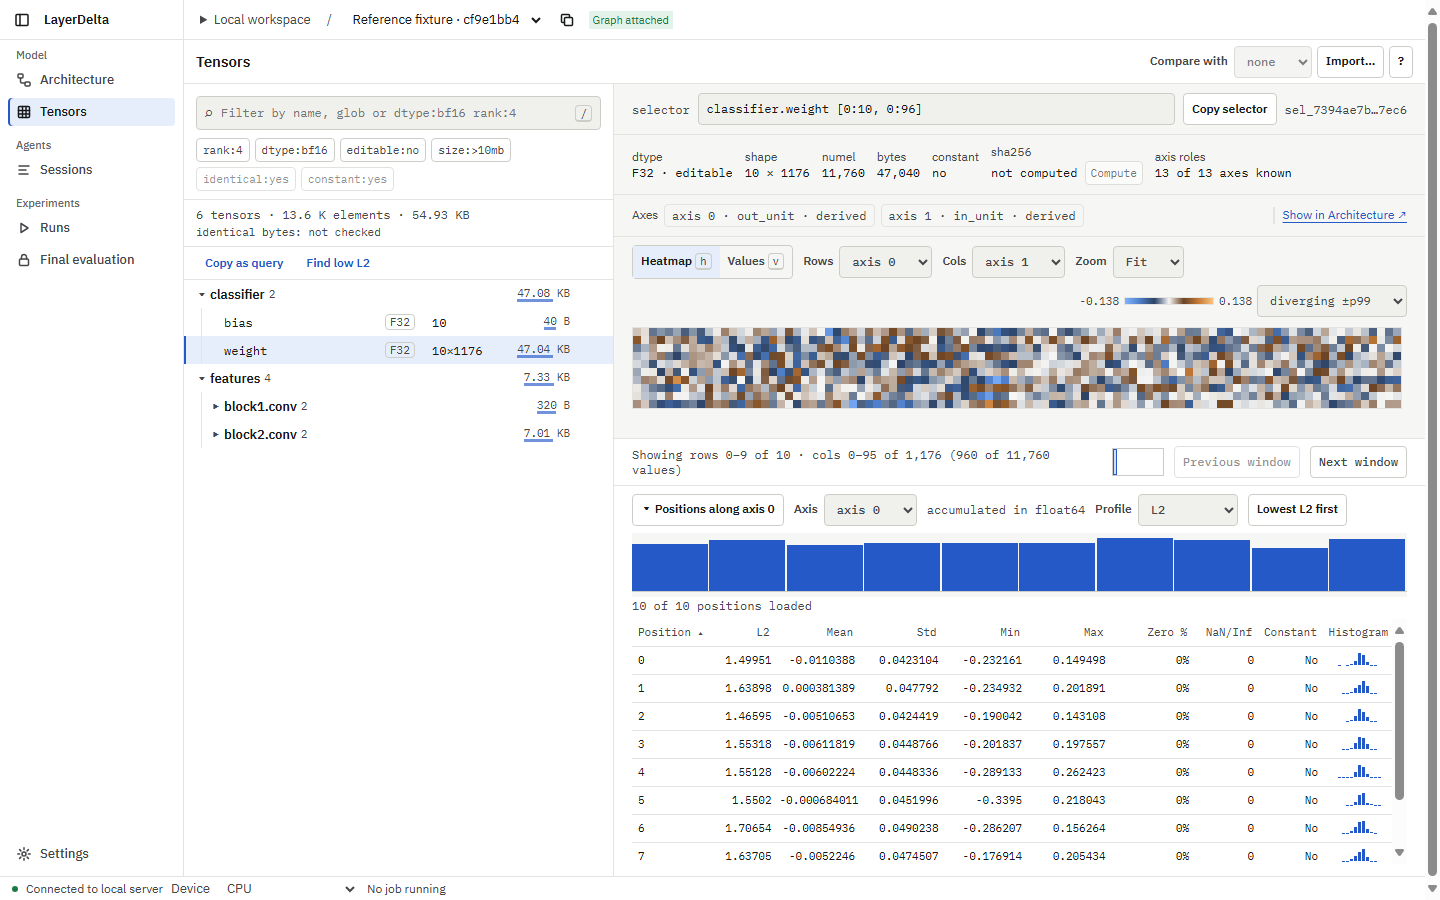 LayerDelta
Local workspace / Reference fixture · cf9e1bb4 Graph attached
Model
Architecture
Tensors
Agents
Sessions
Experiments
Runs
Final evaluation
Settings
Tensors
Compare with none Import... ?
Filter by name, glob or dtype:bf16 rank:4 /
rank:4 dtype:bf16 editable:no size:>10mb
identical:yes constant:yes
6 tensors · 13.6 K elements · 54.93 KB
identical bytes: not checked
Copy as query Find low L2
classifier 2 47.08 KB
bias F32 10 40 B
weight F32 10×1176 47.04 KB
features 4 7.33 KB
block1.conv 2 320 B
block2.conv 2 7.01 KB
selector classifier.weight [0:10, 0:96] Copy selector sel_7394ae7b…7ec6
dtype shape numel bytes constant sha256 axis roles
F32 · editable 10 × 1176 11,760 47,040 no not computed Compute 13 of 13 axes known
Axes axis 0 · out_unit · derived axis 1 · in_unit · derived Show in Architecture ↗
Heatmap h Values v Rows axis 0 Cols axis 1 Zoom Fit
-0.138 0.138 diverging ±p99
Showing rows 0–9 of 10 · cols 0–95 of 1,176 (960 of 11,760
values)
Previous window Next window
Positions along axis 0 Axis axis 0 accumulated in float64 Profile L2 Lowest L2 first
10 of 10 positions loaded
Position ▴ L2 Mean Std Min Max Zero % NaN/Inf Constant Histogram
0 1.49951 -0.0110388 0.0423104 -0.232161 0.149498 0% 0 No
1 1.63898 0.000381389 0.047792 -0.234932 0.201891 0% 0 No
2 1.46595 -0.00510653 0.0424419 -0.190042 0.143108 0% 0 No
3 1.55318 -0.00611819 0.0448766 -0.201837 0.197557 0% 0 No
4 1.55128 -0.00602224 0.0448336 -0.289133 0.262423 0% 0 No
5 1.5502 -0.000684011 0.0451996 -0.3395 0.218043 0% 0 No
6 1.70654 -0.00854936 0.0490238 -0.286207 0.156264 0% 0 No
7 1.63705 -0.0052246 0.0474507 -0.176914 0.205434 0% 0 No
Connected to local server Device CPU No job running